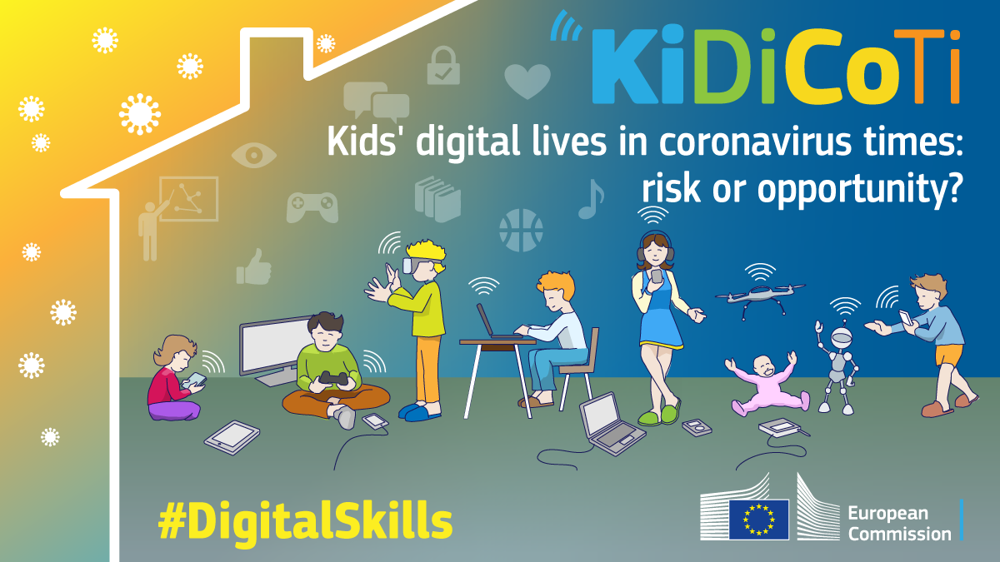 KiDiCoTi
Kids' digital lives in coronavirus times:
risk or opportunity?
#DigitalSkills
European
Commission